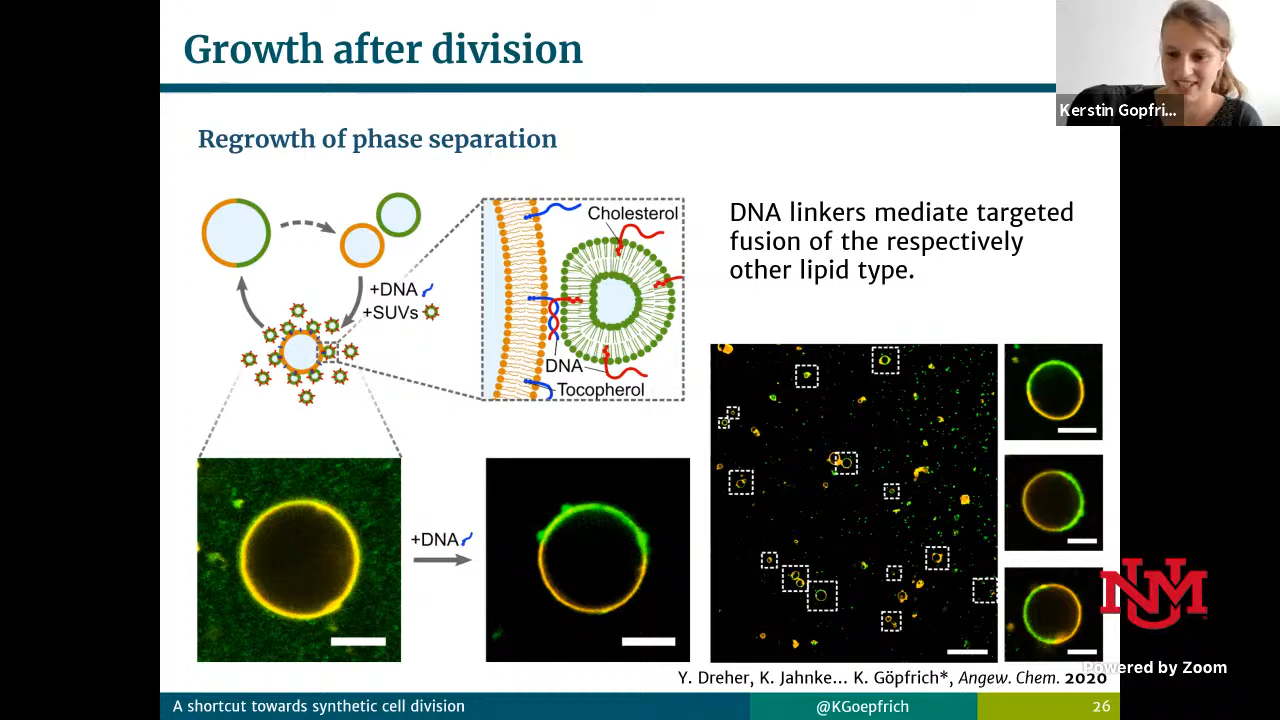 Growth after division
Kerstin Gopfri...
Regrowth of phase separation
+DNA
+SUVs
Cholesterol
DNA
Tocopherol
DNA linkers mediate targeted
fusion of the respectively
other lipid type.
+DNA
UNM
Powered by Zoom
Y. Dreher, K. Jahnke... K. Göpfrich*, Angew. Chem. 2020
A shortcut towards synthetic cell division
@KGoepfrich
26